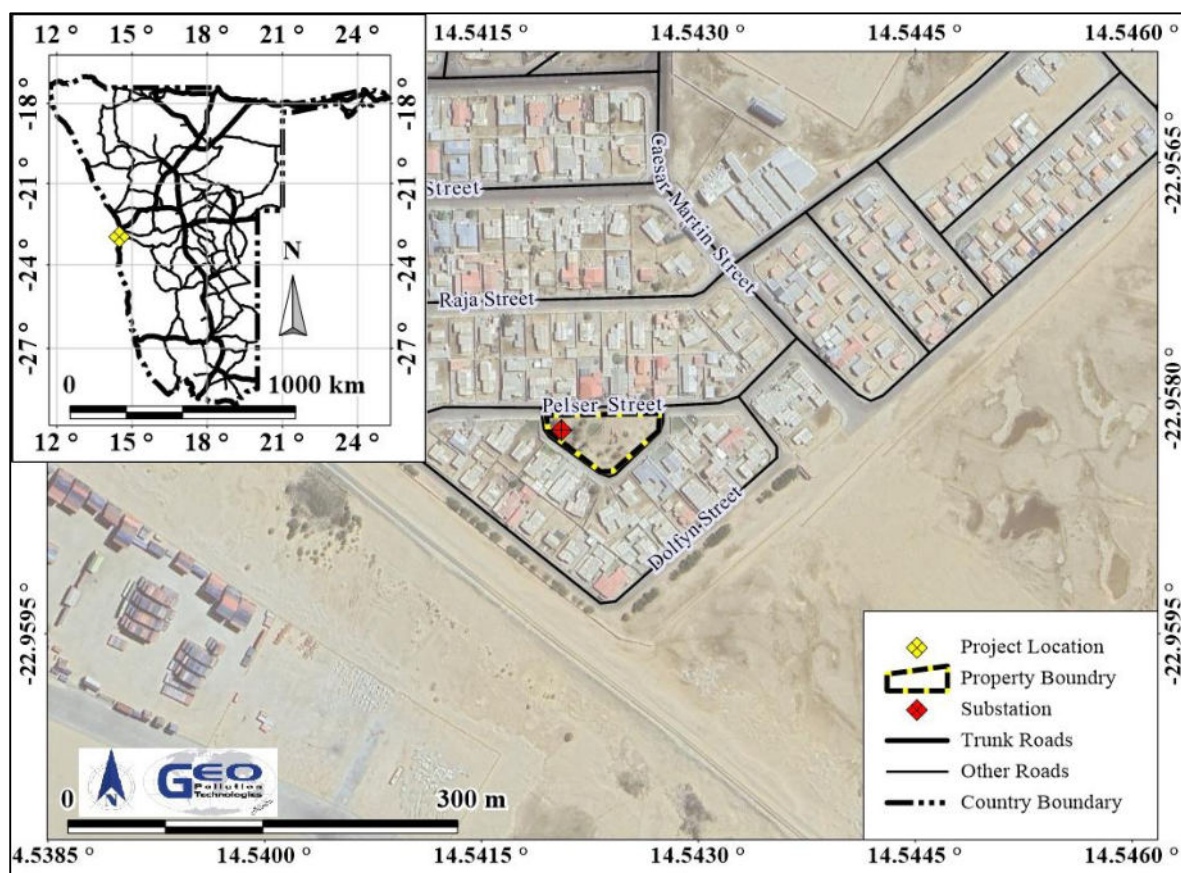 12 ° 15 ° 18 ° 21 ° 24 °
14.5415 ° 14.5430 ° 14.5445 ° 14.5460 °
-18 °
-21 °
-24 °
-27 °
-18 °
-21 °
-24 °
-27 °
N
0 1000 km
12 ° 15 ° 18 ° 21 ° 24 °
-22.9565 °
-22.9580 °
-22.9595 °
-22.9595 °
Street
Caesar Martin Street
Raja Street
Pelser Street
Dolfyn Street
Project Location
Property Boundry
Substation
Trunk Roads
Other Roads
Country Boundary
N
GEO
Pollution
Technologies
0 300 m
4.5385 ° 14.5400 ° 14.5415 ° 14.5430 ° 14.5445 ° 14.5460 °